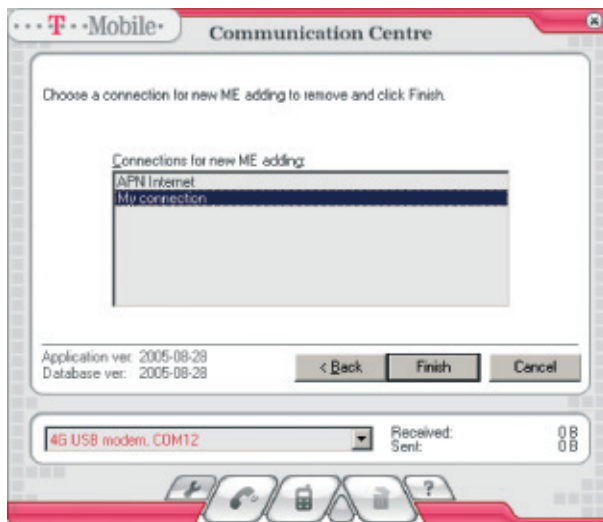 ···T··Mobile·
Communication Centre
Choose a connection for new ME adding to remove and click Finish.
Connections for new ME adding:
APN Internet
My connection
Application ver: 2005-08-28
Database ver: 2005-08-28
< Back Finish Cancel
4G USB modem, COM12
Received: 0 B
Sent: 0 B
?